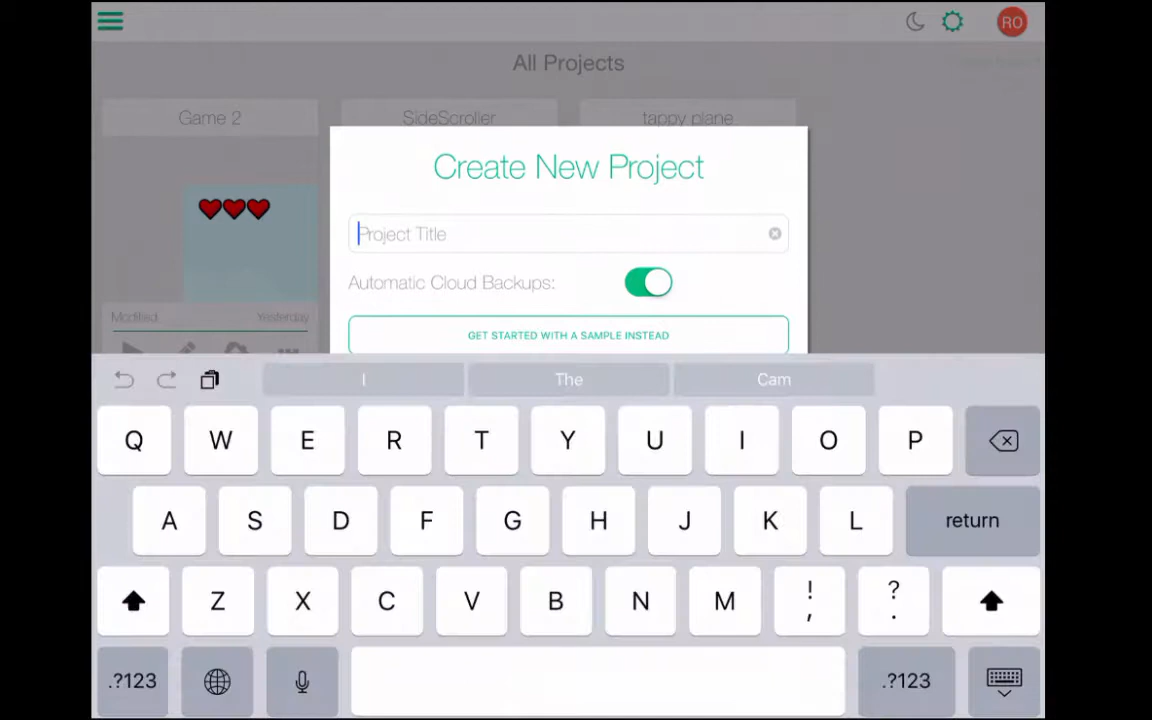 RO
All Projects
Game 2
SideScroller
tappy plane
Create New Project
Project Title
Automatic Cloud Backups:
Modified
Yesterday
GET STARTED WITH A SAMPLE INSTEAD
I
The
Cam
Q W E R T Y U I O P
A S D F G H J K L return
Z X C V B N M ! , ? .
.?123
.?123